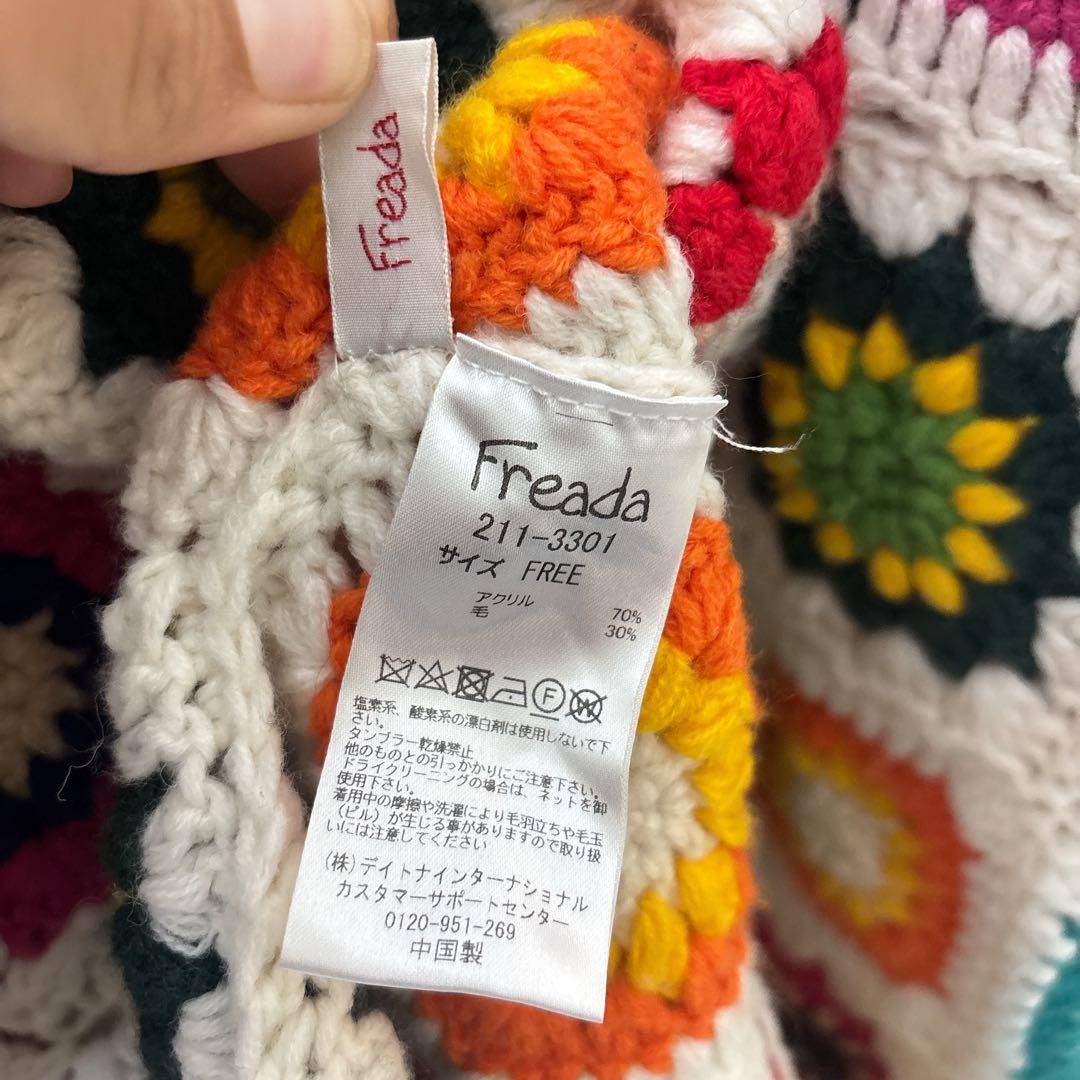 Freada
Freada
211-3301
サイズ FREE
アクリル 70%
毛 30%
F
W
塩素系、酸素系の漂白剤は使用しないで下
さい。
タンブラー乾燥禁止
他のものとの引っかかりにご注意下さい。
ドライクリーニングの場合は、ネットを御
使用下さい。
着用中の摩擦や洗濯により毛羽立ちや毛玉
(ピル)が生じる事がありますので取り扱
いには注意してください
(株)デイトナインターナショナル
カスタマーサポートセンター
0120-951-269
中国製